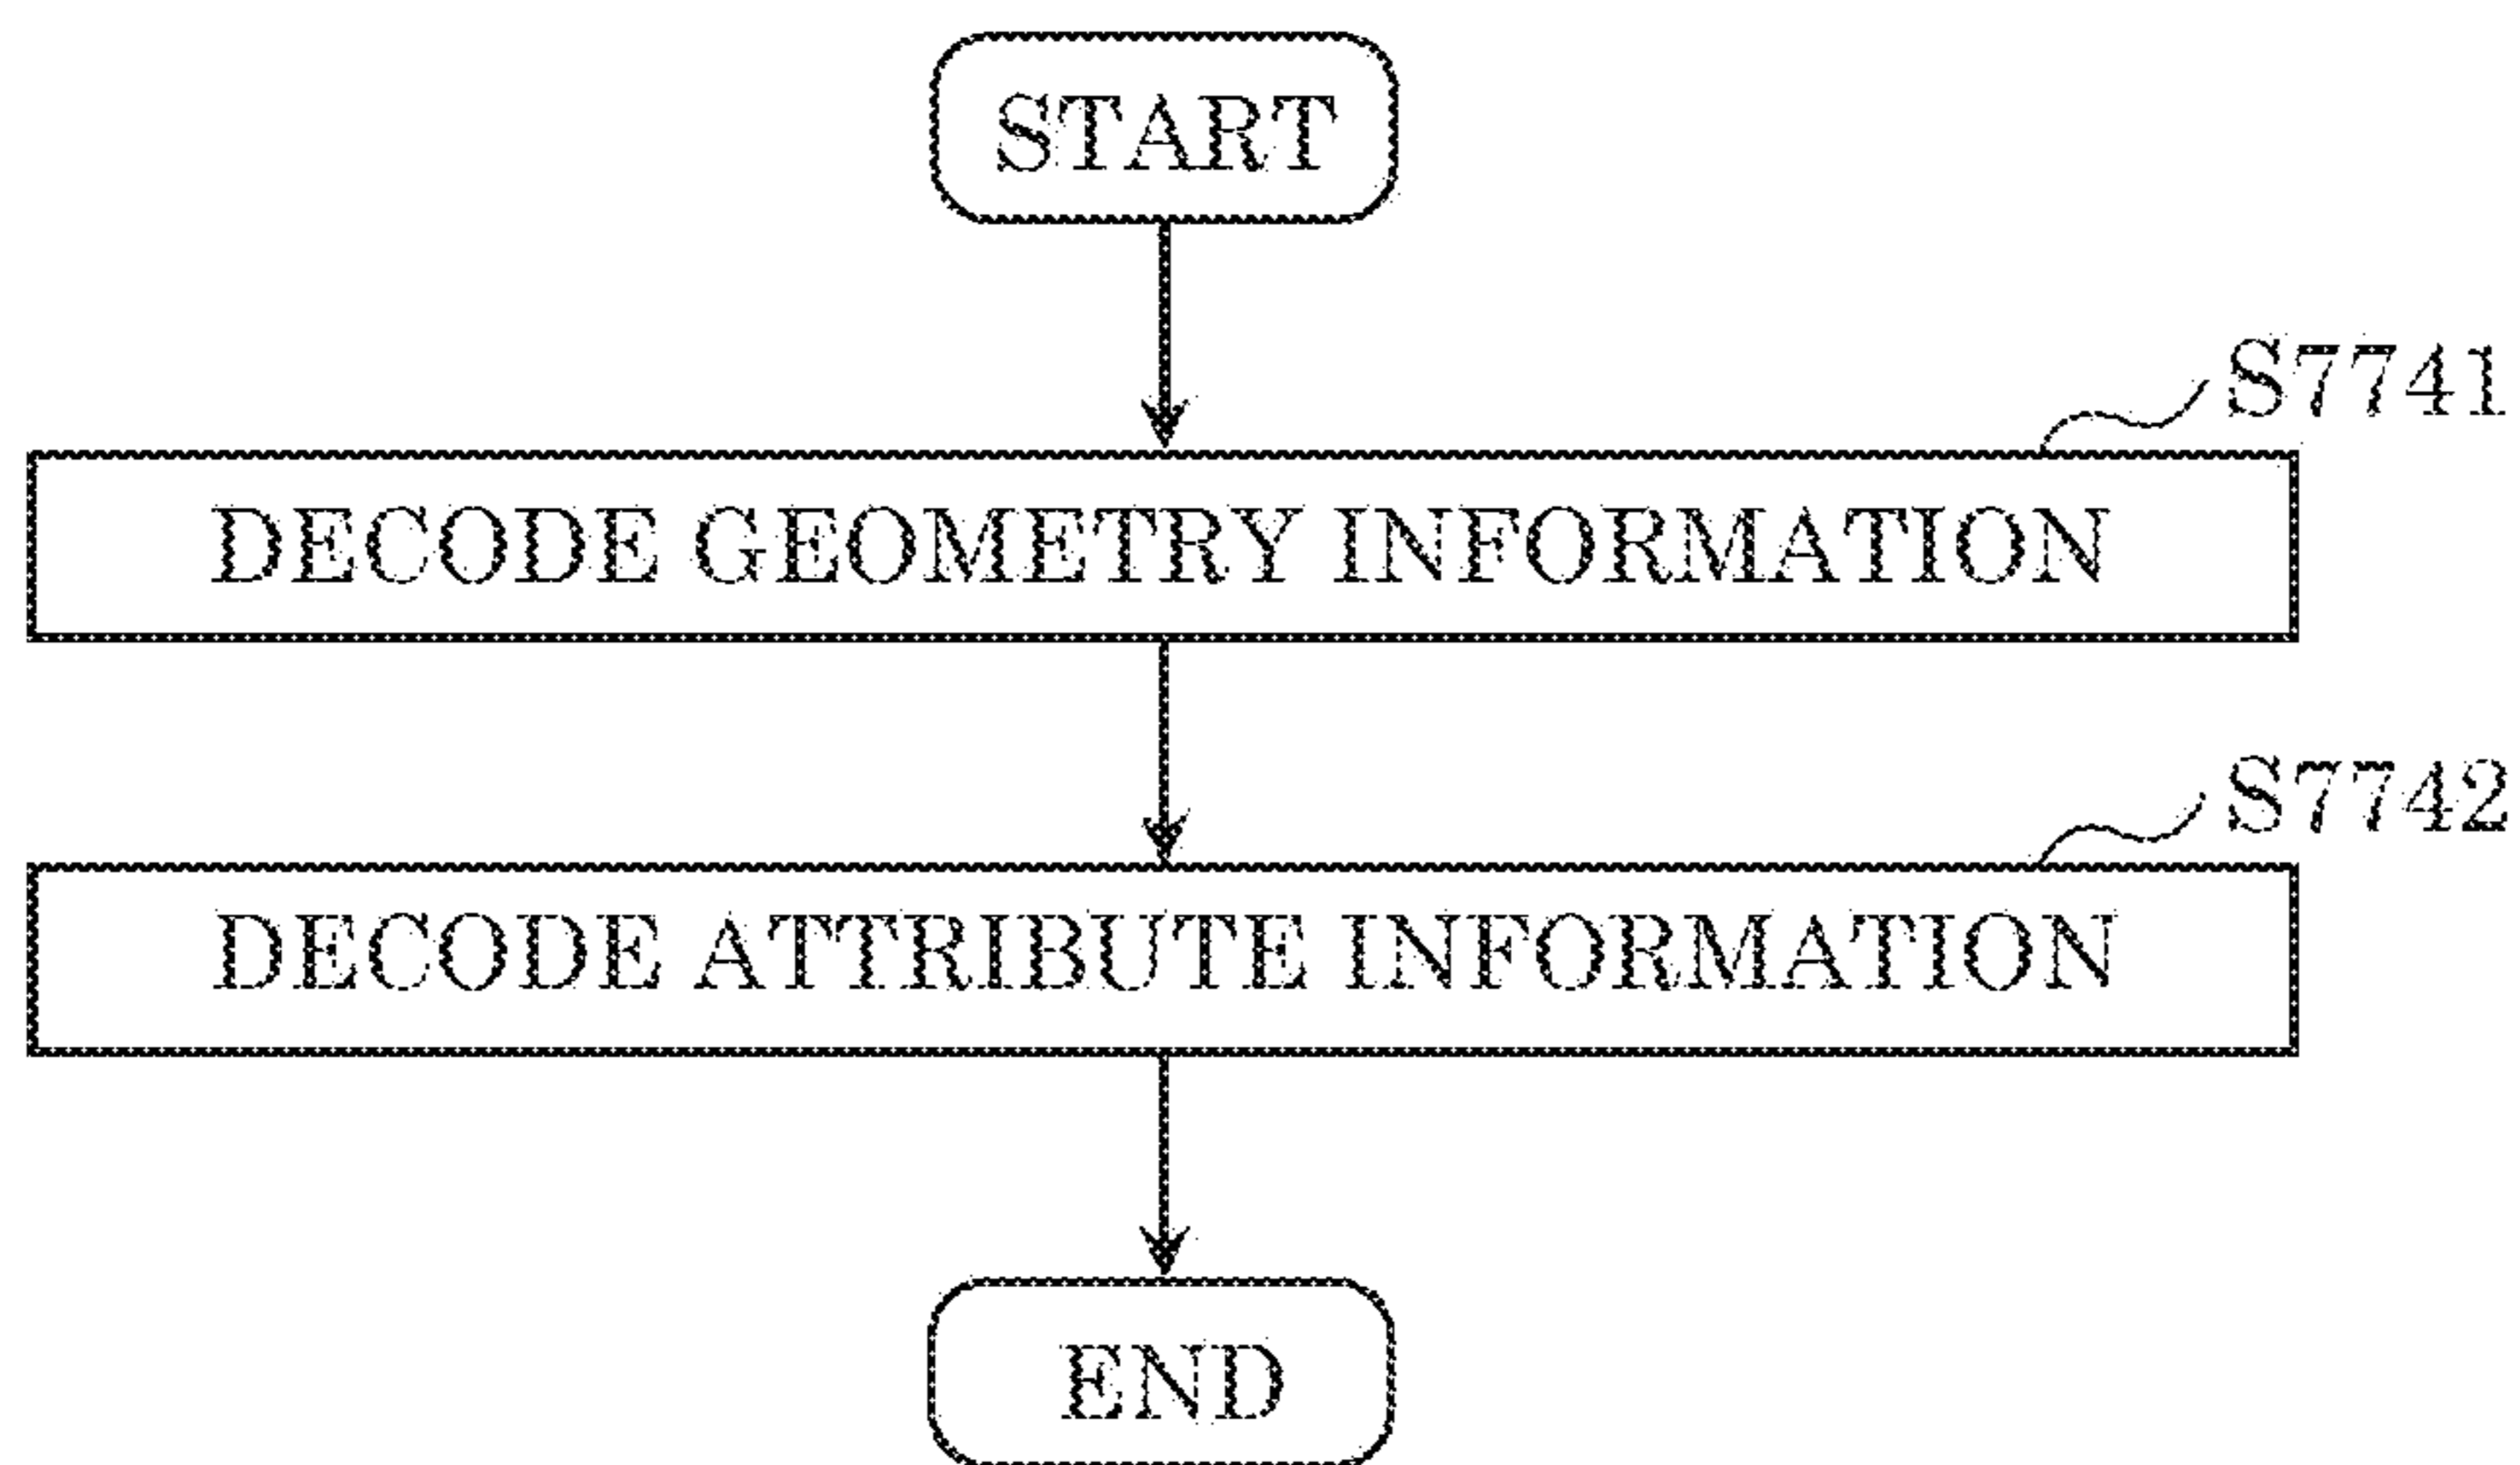 START
S7741
DECODE GEOMETRY INFORMATION
S7742
DECODE ATTRIBUTE INFORMATION
END